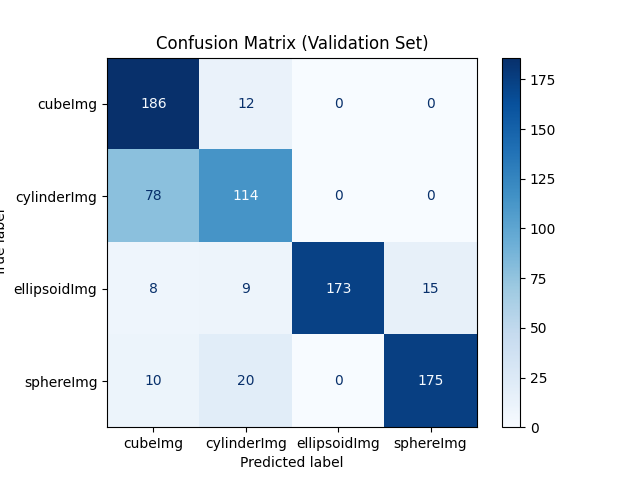 Confusion Matrix (Validation Set)
cubeImg 186 12 0 0
cylinderImg 78 114 0 0
ellipsoidImg 8 9 173 15
sphereImg 10 20 0 175
cubeImg cylinderImg ellipsoidImg sphereImg
Predicted label
175
150
125
100
75
50
25
0